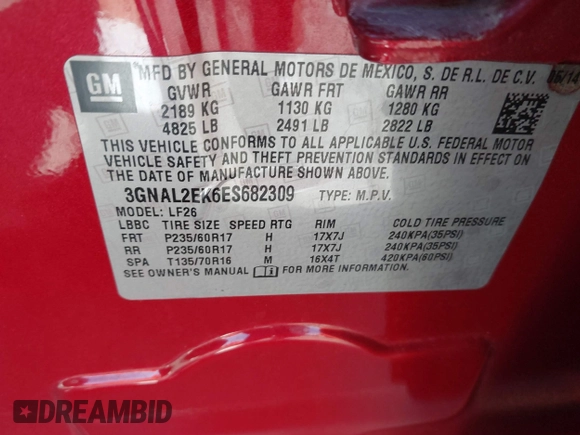 GM
MFD BY GENERAL MOTORS DE MEXICO, S. DE R.L. DE C.V. 05/14
GVWR GAWR FRT GAWR RR
2189 KG 1130 KG 1280 KG
4825 LB 2491 LB 2822 LB
THIS VEHICLE CONFORMS TO ALL APPLICABLE U.S. FEDERAL MOTOR
VEHICLE SAFETY AND THEFT PREVENTION STANDARDS IN EFFECT ON
THE DATE OF MANUFACTURE SHOWN ABOVE.
3GNAL2EK6ES682309 TYPE: M.P.V.
MODEL: LF26
LBBC TIRE SIZE SPEED RTG RIM COLD TIRE PRESSURE
FRT P235/60R17 H 17X7J 240KPA(35PSI)
RR P235/60R17 H 17X7J 240KPA(35PSI)
SPA T135/70R16 M 16X4T 420KPA(60PSI)
SEE OWNER'S MANUAL FOR MORE INFORMATION.
DREAMBID